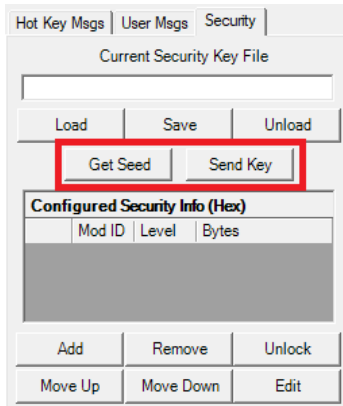 Hot Key Msgs User Msgs Security
Current Security Key File
Load Save Unload
Get Seed Send Key
Configured Security Info (Hex)
Mod ID Level Bytes
Add Remove Unlock
Move Up Move Down Edit